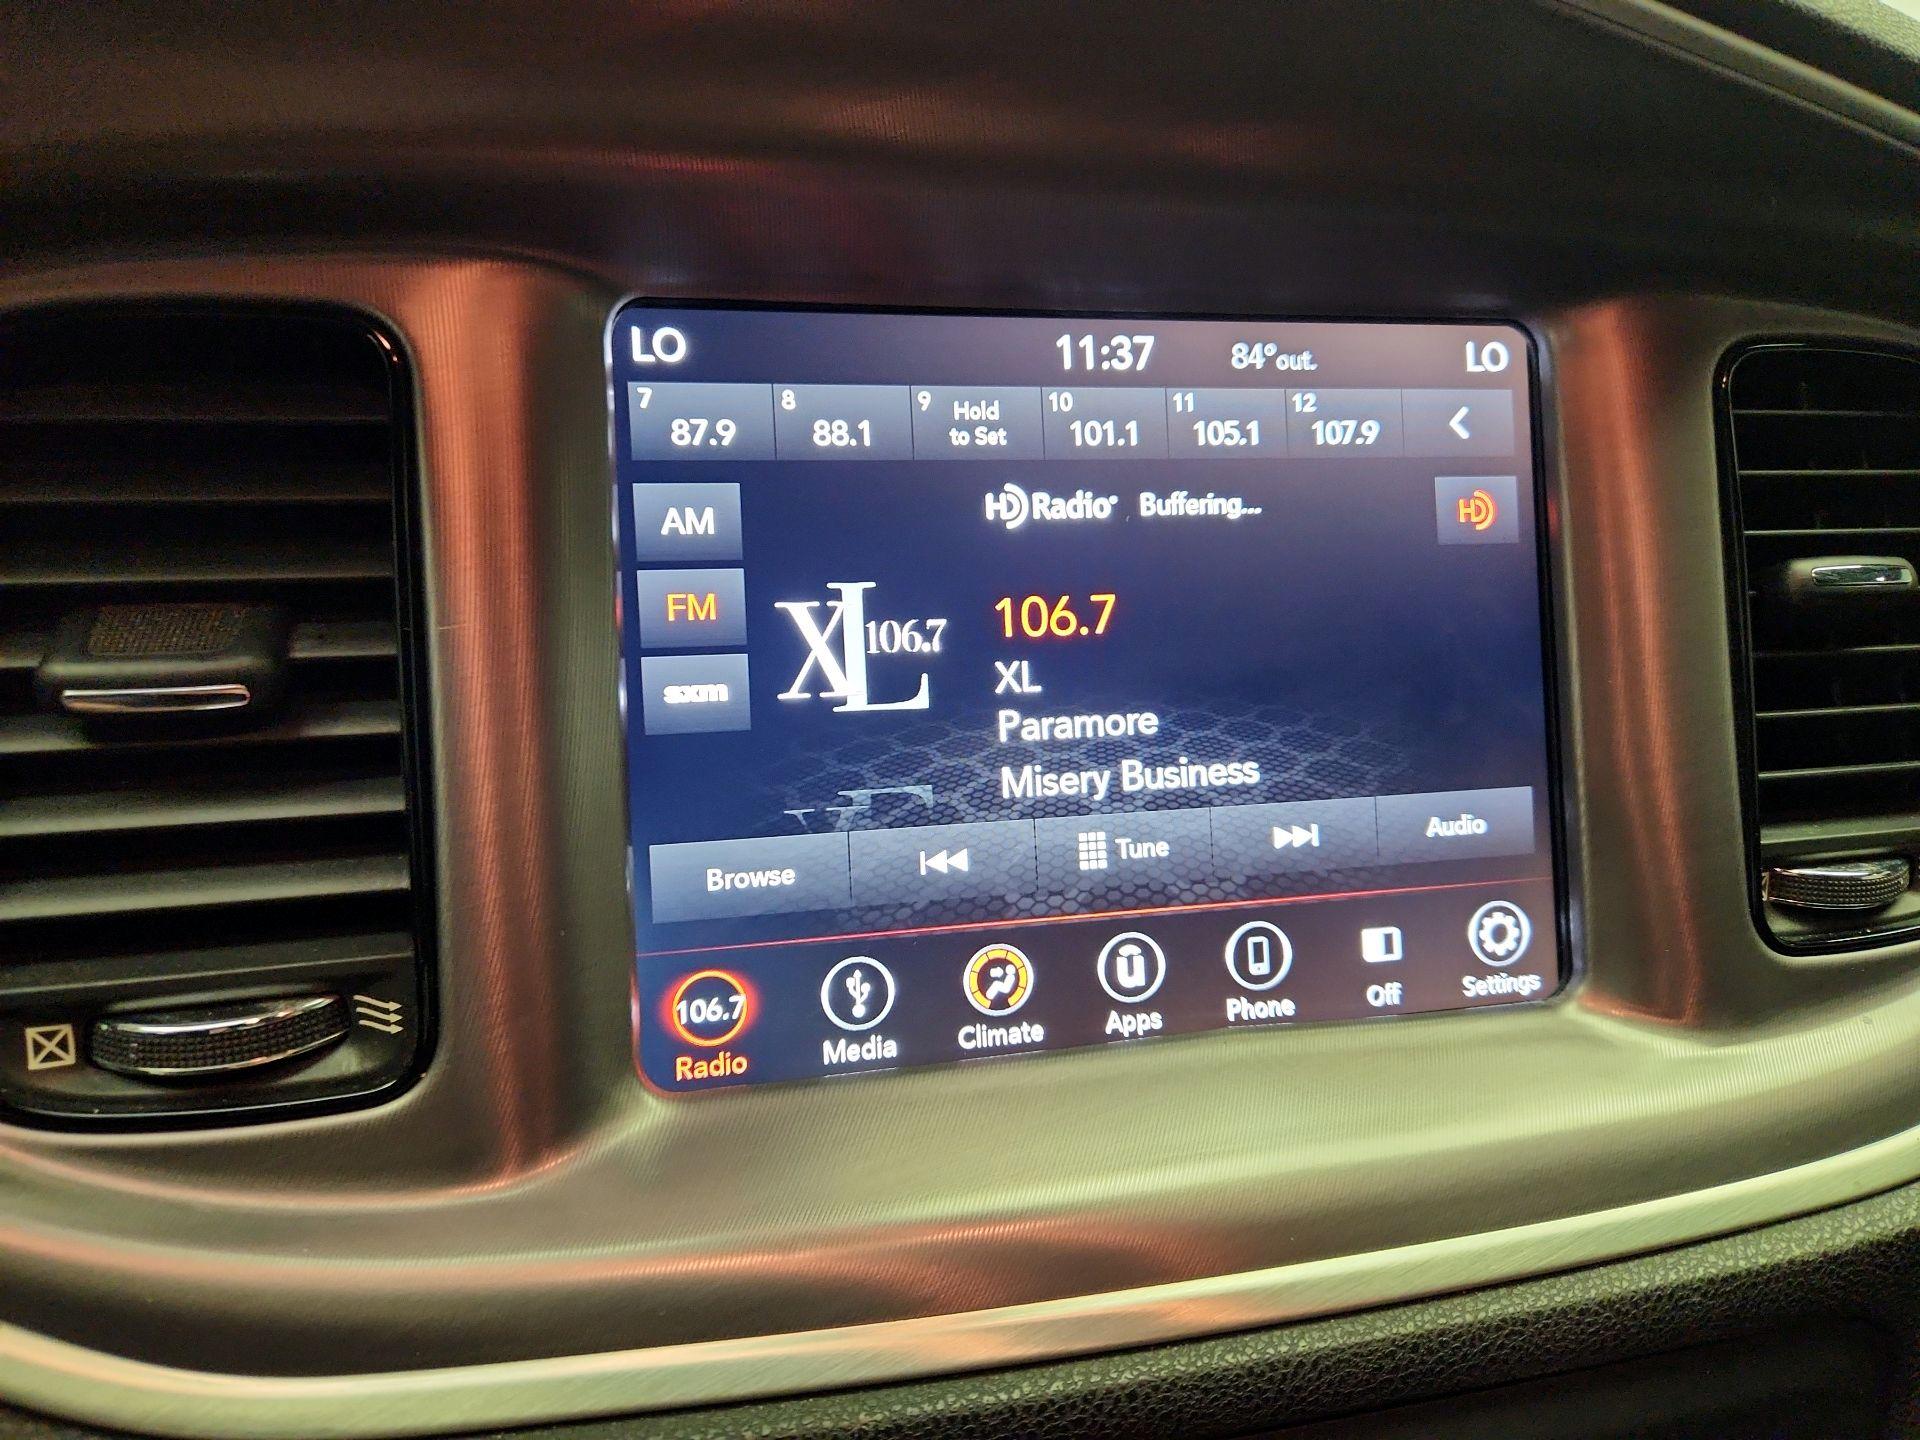 LO 11:37 84° out. LO
7 87.9 8 88.1 9 Hold to Set 10 101.1 11 105.1 12 107.9
AM
HD Radio Buffering...
HD
FM
XL 106.7
106.7
XL
sxm
Paramore
Misery Business
Browse Tune Audio
106.7
Radio Media Climate Apps Phone Off Settings